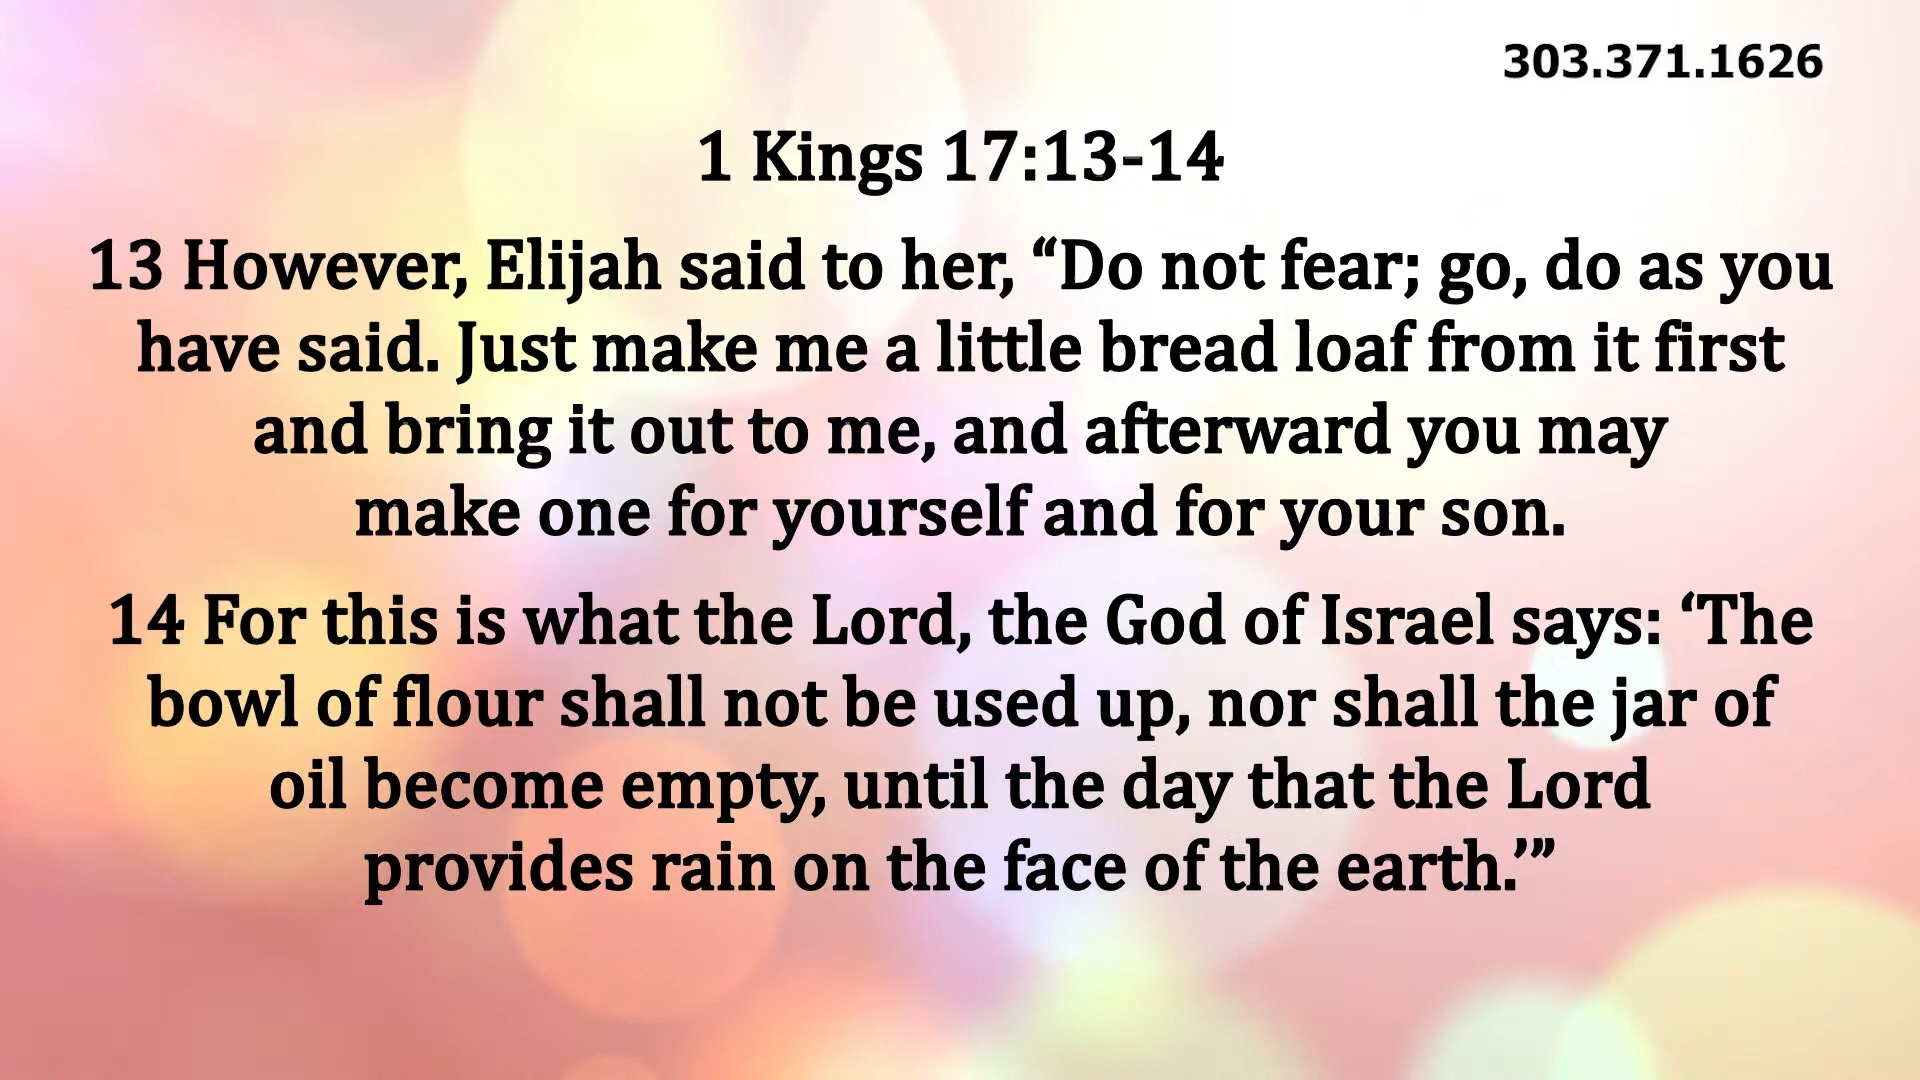 303.371.1626
1 Kings 17:13-14
13 However, Elijah said to her, “Do not fear; go, do as you
have said. Just make me a little bread loaf from it first
and bring it out to me, and afterward you may
make one for yourself and for your son.
14 For this is what the Lord, the God of Israel says: ‘The
bowl of flour shall not be used up, nor shall the jar of
oil become empty, until the day that the Lord
provides rain on the face of the earth.’”